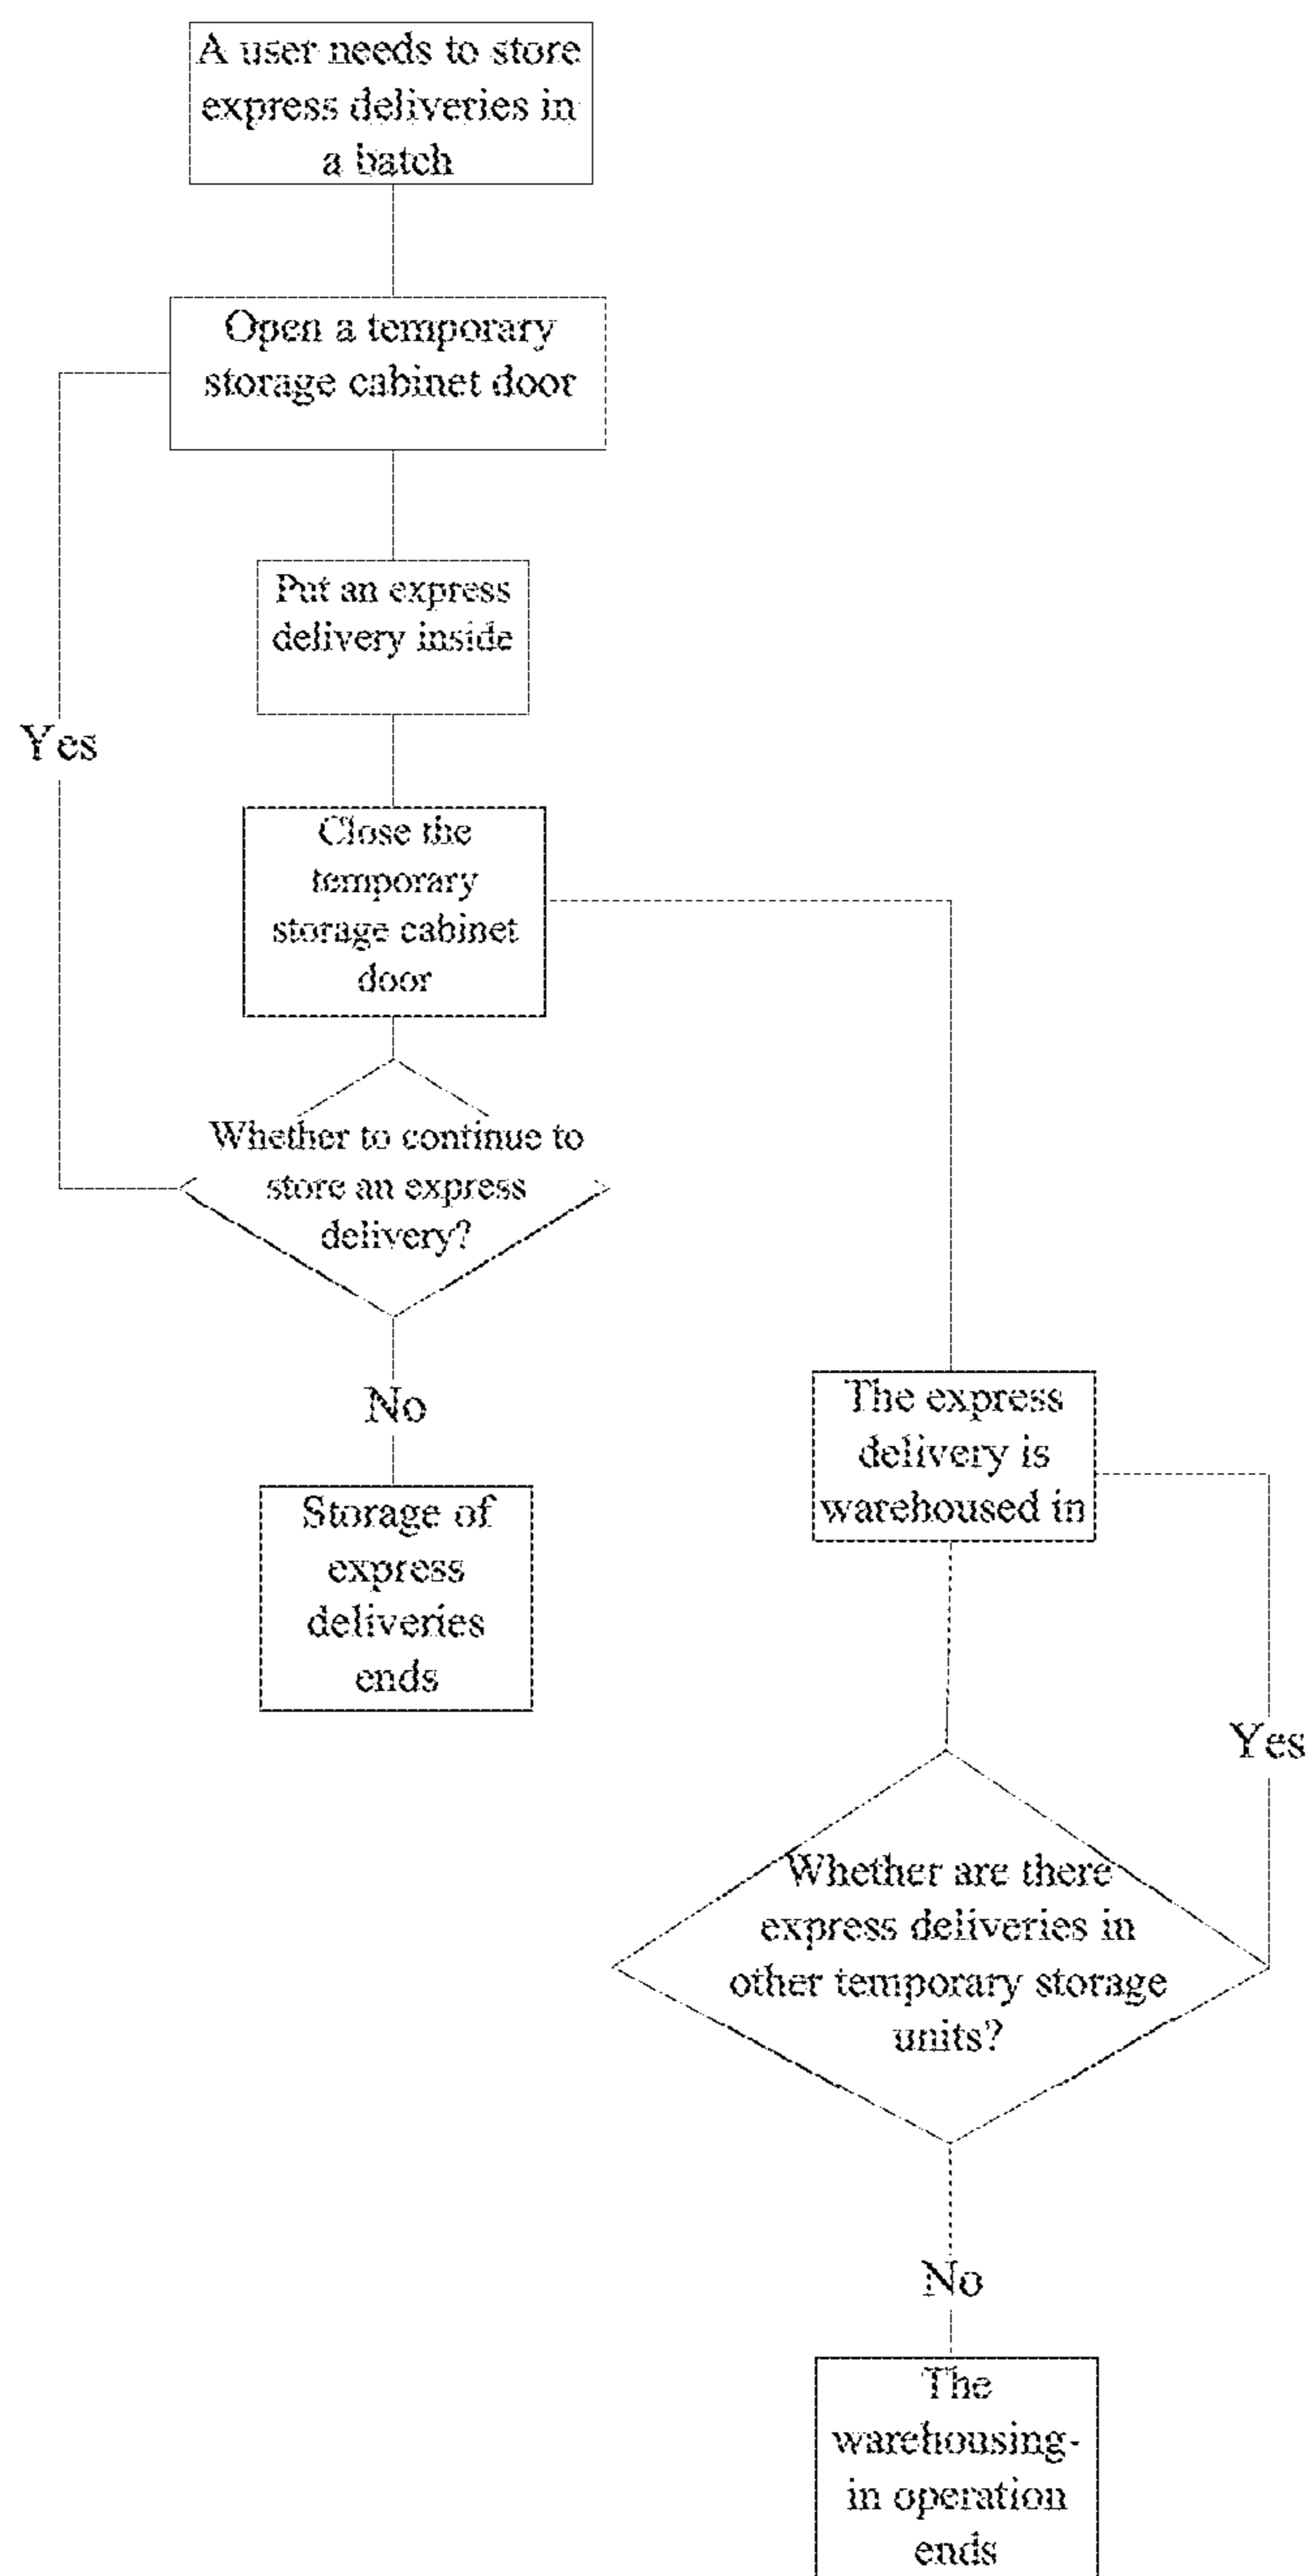 A user needs to store
express deliveries in
a batch
Open a temporary
storage cabinet door
Put an express
delivery inside
Yes
Close the
temporary
storage cabinet
door
Whether to continue to
store an express
delivery?
No
Storage of
express
deliveries
ends
The express
delivery is
warehoused in
Yes
Whether are there
express deliveries in
other temporary storage
units?
No
The
warehousing-
in operation
ends